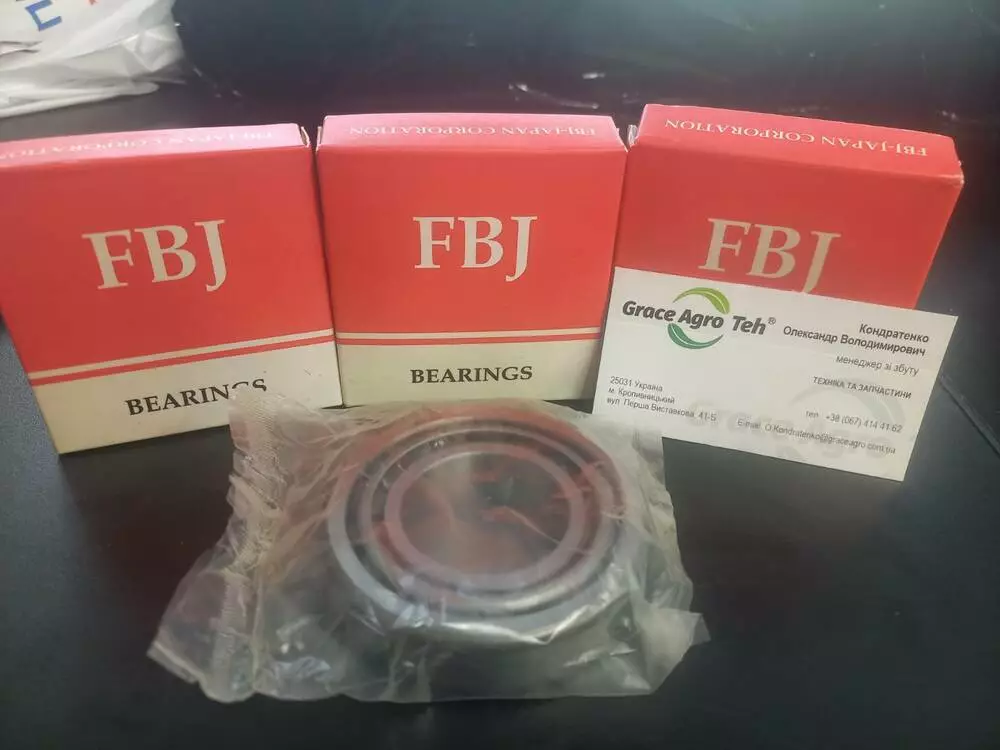 E
FBJ-JAPAN CORPORATION
FBJ
BEARINGS
FBJ-JAPAN CORPORATION
FBJ
BEARINGS
FBJ-JAPAN CORPORATION
FBJ
Grace Agro Teh®
Кондратенко
Олександр Володимирович
менеджер зі збуту
ТЕХНІКА ТА ЗАПЧАСТИНИ
25031 Україна
м. Кропивницький
вул. Перша Виставкова, 41-Б
тел. +38 (067) 414 41 62
E-mail: O.Kondratenko@graceagro.com.ua